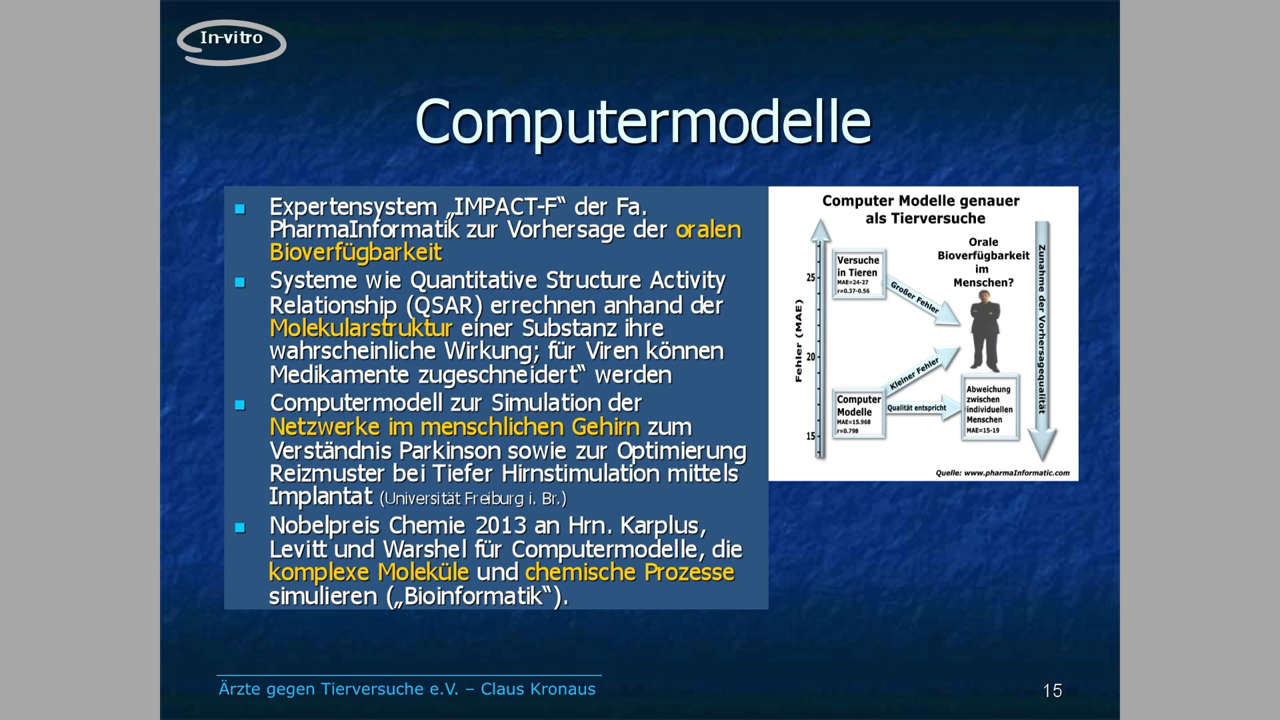 In-vitro
Computermodelle
Expertensystem „IMPACT-F“ der Fa.
PharmaInformatik zur Vorhersage der oralen
Bioverfügbarkeit
Systeme wie Quantitative Structure Activity
Relationship (QSAR) errechnen anhand der
Molekularstruktur einer Substanz ihre
wahrscheinliche Wirkung; für Viren können
Medikamente zugeschneidert“ werden
Computermodell zur Simulation der
Netzwerke im menschlichen Gehirn zum
Verständnis Parkinson sowie zur Optimierung
Reizmuster bei Tiefer Hirnstimulation mittels
Implantat (Universität Freiburg i. Br.)
Nobelpreis Chemie 2013 an Hrn. Karplus,
Levitt und Warshel für Computermodelle, die
komplexe Moleküle und chemische Prozesse
simulieren („Bioinformatik“).
Computer Modelle genauer
als Tierversuche
Fehler (MAE)
25
20
15
Versuche
in Tieren
MAE=24-27
r=0.37-0.56
Großer Fehler
Orale
Bioverfügbarkeit
im
Menschen?
Kleiner Fehler
Computer
Modelle
MAE=15.968
r=0.798
Qualität entspricht
Abweichung
zwischen
individuellen
Menschen
MAE=15-19
Zunahme der Vorhersagequalität
Quelle: www.pharmaInformatic.com
Ärzte gegen Tierversuche e.V. – Claus Kronaus
15